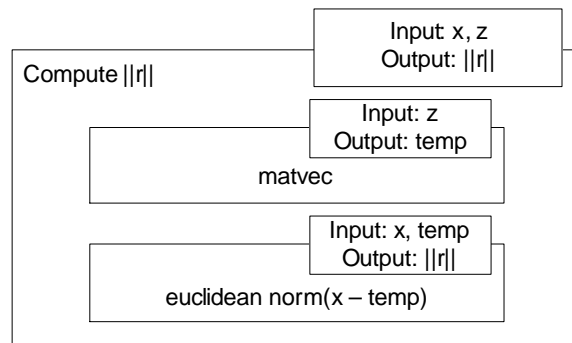 Input: x, z
Output: ||r||
Compute ||r||
Input: z
Output: temp
matvec
Input: x, temp
Output: ||r||
euclidean norm(x – temp)